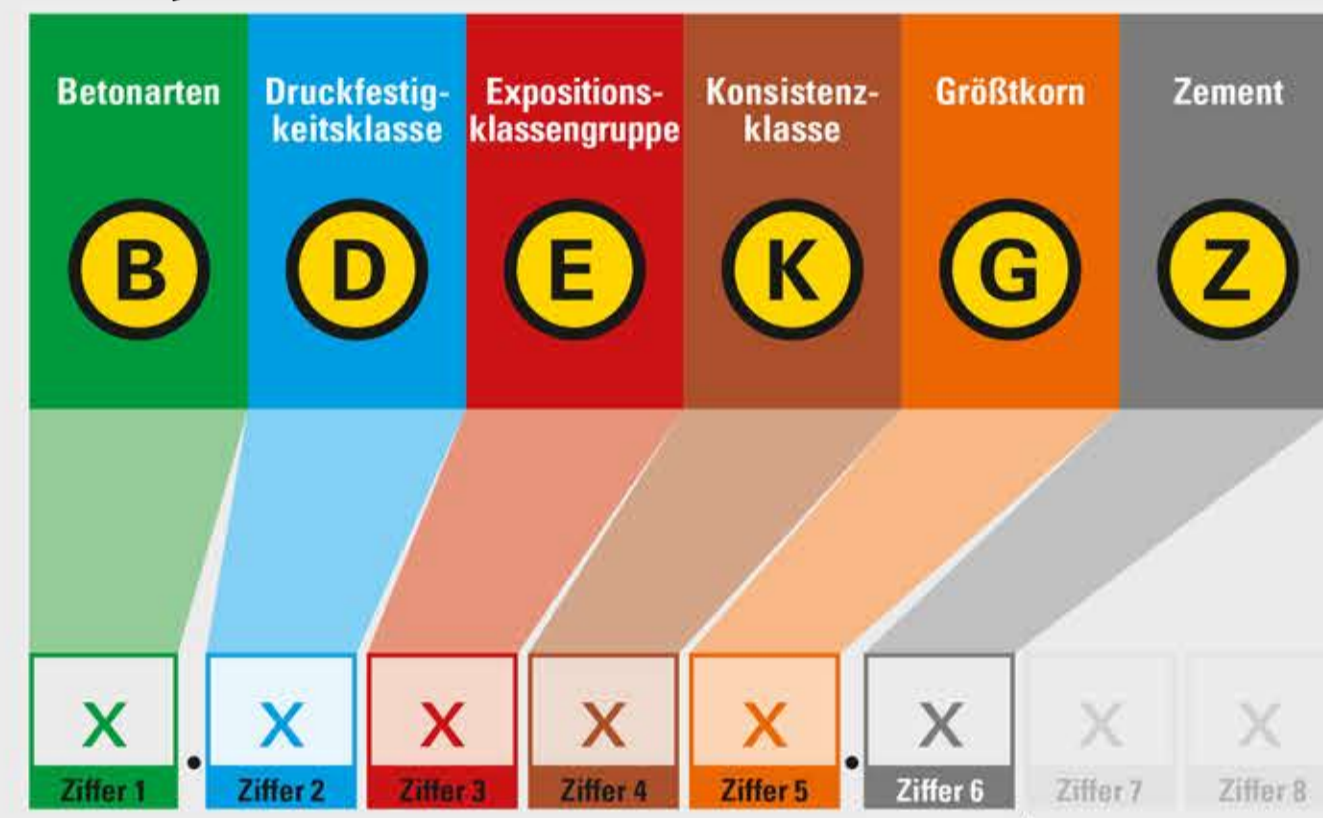 Betonarten
Druckfestig-
keitsklasse
Expositions-
klassengruppe
Konsistenz-
klasse
Größtkorn
Zement
B
D
E
K
G
Z
X . X X X X . X X X
Ziffer 1
Ziffer 2
Ziffer 3
Ziffer 4
Ziffer 5
Ziffer 6
Ziffer 7
Ziffer 8